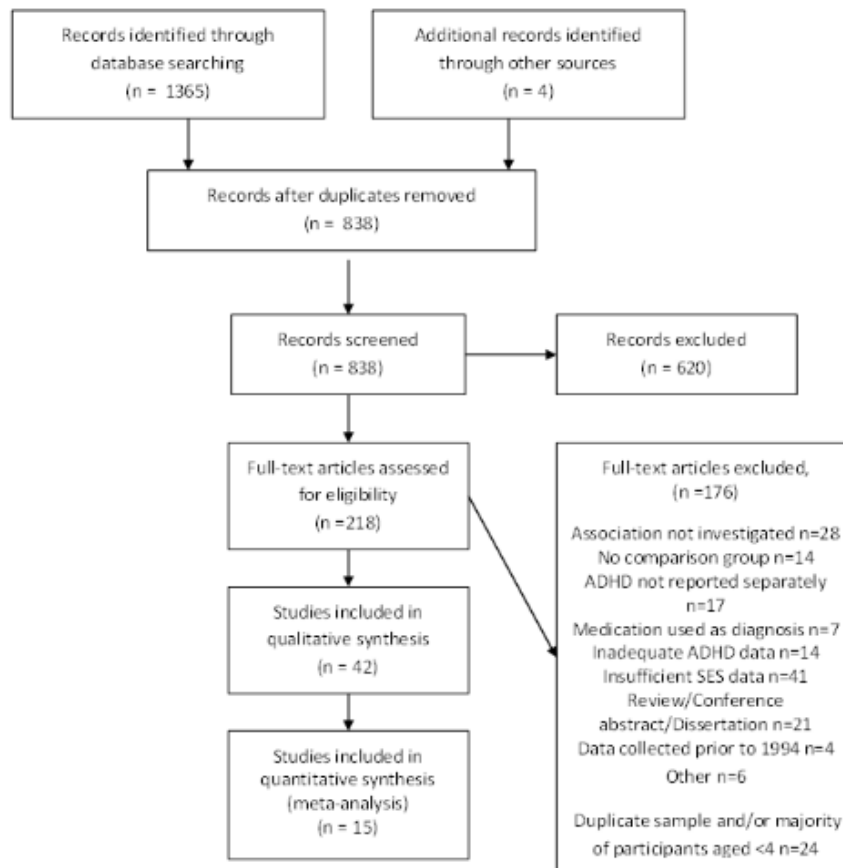 Records identified through
database searching
(n = 1365)
Additional records identified
through other sources
(n = 4)
Records after duplicates removed
(n = 838)
Records screened
(n = 838)
Records excluded
(n = 620)
Full-text articles assessed
for eligibility
(n =218)
Full-text articles excluded,
(n =176)
Association not investigated n=28
No comparison group n=14
ADHD not reported separately
n=17
Medication used as diagnosis n=7
Inadequate ADHD data n=14
Insufficient SES data n=41
Review/Conference
abstract/Dissertation n=21
Data collected prior to 1994 n=4
Other n=6
Duplicate sample and/or majority
of participants aged <4 n=24
Studies included in
qualitative synthesis
(n = 42)
Studies included in
quantitative synthesis
(meta-analysis)
(n = 15)